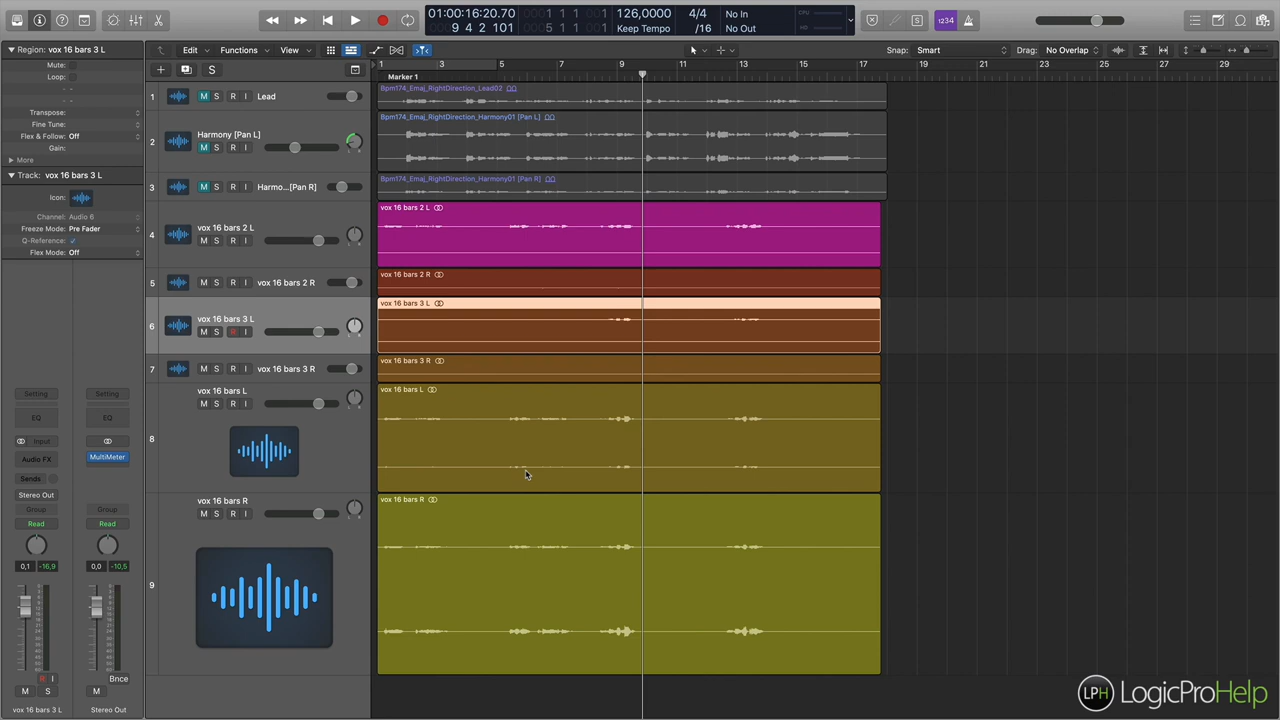 01:00:16:20.70
9 4 2 101
1 1 1
5 1 1 1
126,0000
Keep Tempo
4/4
/16
No In
No Out
CPU
HD
1234
Region: vox 16 bars 3 L
Mute:
Loop:
Transpose:
Fine Tune:
Flex & Follow: Off
Gain:
More
Track: vox 16 bars 3 L
Icon:
Channel: Audio 6
Freeze Mode: Pre Fader
Q-Reference:
Flex Mode: Off
Edit Functions View
Snap: Smart
Drag: No Overlap
S
1 3 5 7 9 11 13 15 17 19 21 23 25 27 29
Marker 1
1 M S R I Lead
Bpm174_Emaj_RightDirection_Lead02
2 Harmony [Pan L]
M S R I
Bpm174_Emaj_RightDirection_Harmony01 [Pan L]
3 M S R I Harmo...[Pan R]
Bpm174_Emaj_RightDirection_Harmony01 [Pan R]
4 vox 16 bars 2 L
M S R I
vox 16 bars 2 L
5 M S R I vox 16 bars 2 R
vox 16 bars 2 R
6 vox 16 bars 3 L
M S R I
vox 16 bars 3 L
7 M S R I vox 16 bars 3 R
vox 16 bars 3 R
8 vox 16 bars L
M S R I
vox 16 bars L
9 vox 16 bars R
M S R I
vox 16 bars R
Setting Setting
EQ EQ
Input
Audio FX MultiMeter
Sends
Stereo Out
Group Group
Read Read
0,1 -16,9 0,0 -10,5
R I Bnce
M S M
vox 16 bars 3 L Stereo Out
LPH LogicProHelp